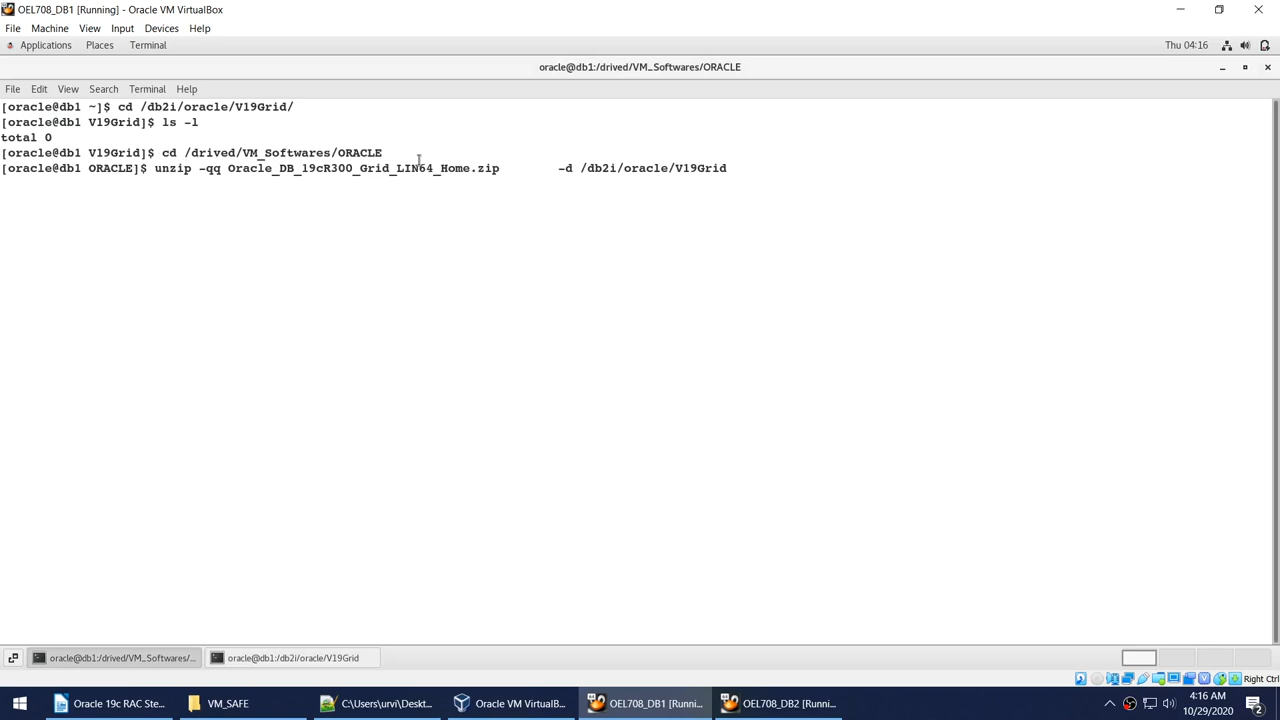 OEL708_DB1 [Running] - Oracle VM VirtualBox
File Machine View Input Devices Help
Applications Places Terminal Thu 04:16
oracle@db1:/drived/VM_Softwares/ORACLE
File Edit View Search Terminal Help
[oracle@db1 ~]$ cd /db2i/oracle/V19Grid/
[oracle@db1 V19Grid]$ ls -l
total 0
[oracle@db1 V19Grid]$ cd /drived/VM_Softwares/ORACLE
[oracle@db1 ORACLE]$ unzip -qq Oracle_DB_19cR300_Grid_LIN64_Home.zip        -d /db2i/oracle/V19Grid
oracle@db1:/drived/VM_Softwares/... oracle@db1:/db2i/oracle/V19Grid
Right Ctrl
Oracle 19c RAC Ste... VM_SAFE C:\Users\urvi\Deskt... Oracle VM VirtualB... OEL708_DB1 [Runni... OEL708_DB2 [Runni... 4:16 AM
10/29/2020 2